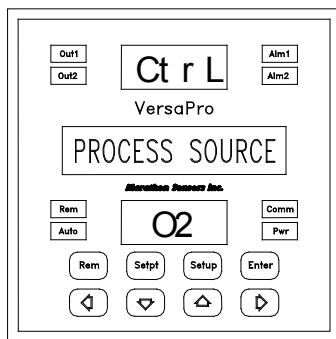 Out1
Out2
Ct r L
Alm1
Alm2
VersaPro
PROCESS SOURCE
Marathon Sensors Inc.
Rem
Auto
O2
Comm
Pwr
Rem Setpt Setup Enter